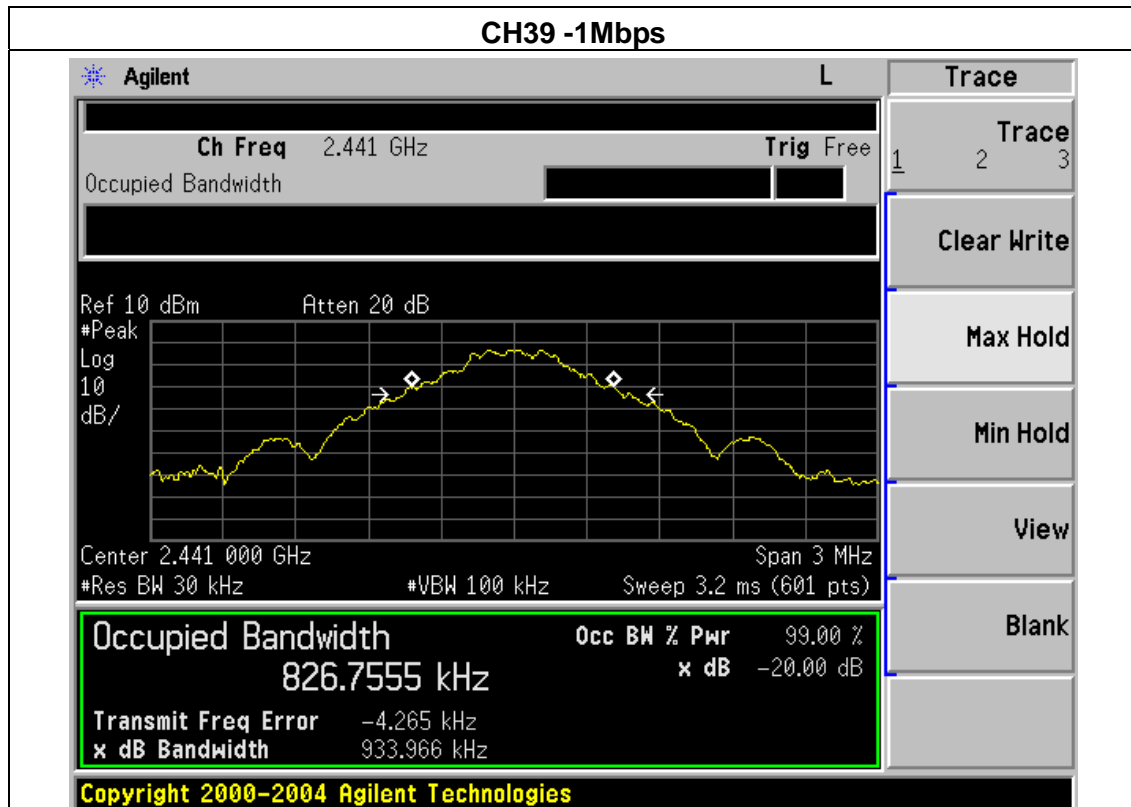 CH39 -1Mbps
Agilent L Trace
Ch Freq 2.441 GHz Trig Free
Occupied Bandwidth
Trace
1 2 3
Clear Write
Max Hold
Min Hold
View
Blank
Ref 10 dBm Atten 20 dB
#Peak
Log
10
dB/
Center 2.441 000 GHz Span 3 MHz
#Res BW 30 kHz #VBW 100 kHz Sweep 3.2 ms (601 pts)
Occupied Bandwidth Occ BW % Pwr 99.00 %
826.7555 kHz x dB -20.00 dB
Transmit Freq Error -4.265 kHz
x dB Bandwidth 933.966 kHz
Copyright 2000-2004 Agilent Technologies